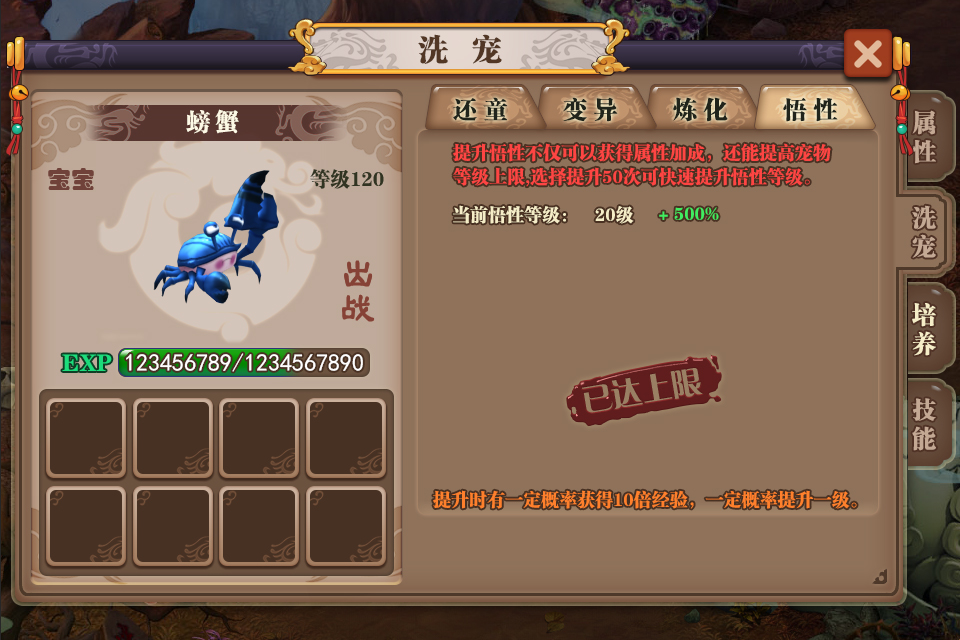 洗宠
螃蟹
宝宝
等级120
出战
EXP 123456789/1234567890
还童 变异 炼化 悟性
提升悟性不仅可以获得属性加成，还能提高宠物
等级上限,选择提升50次可快速提升悟性等级。
当前悟性等级： 20级 + 500%
已达上限
提升时有一定概率获得10倍经验，一定概率提升一级。
属性
洗宠
培养
技能